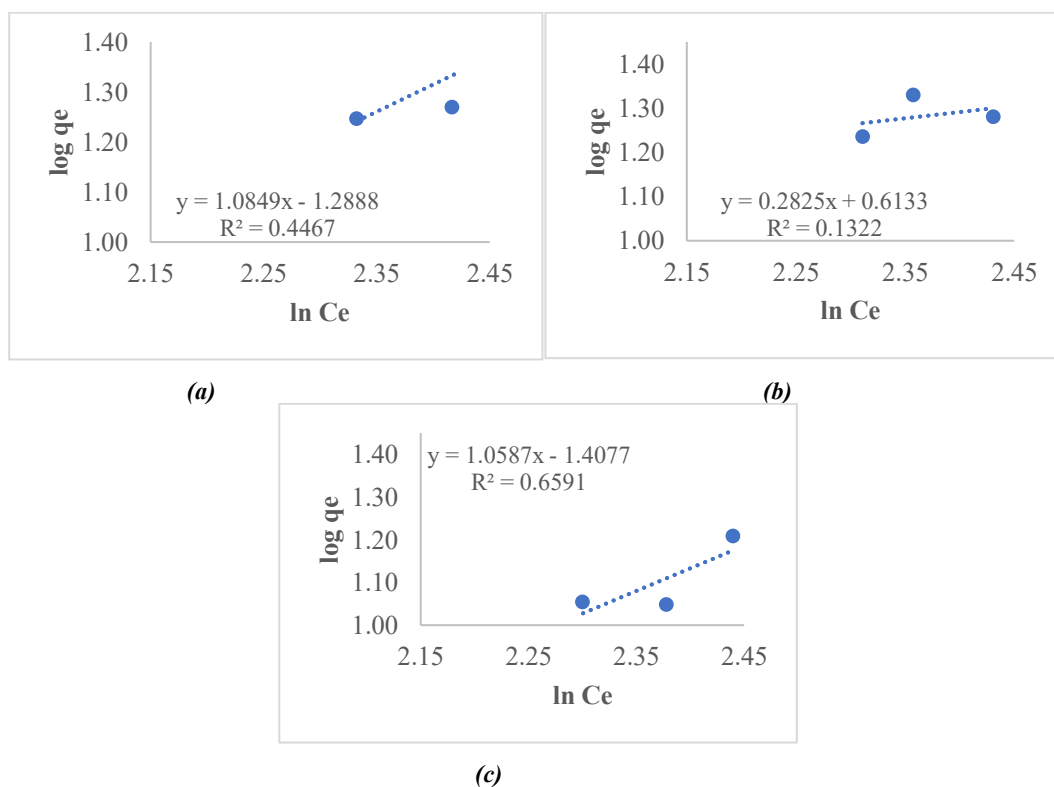 1.40
1.30
1.20
1.10
1.00
log qe
y = 1.0849x - 1.2888
R² = 0.4467
2.15 2.25 2.35 2.45
ln Ce
(a)
1.40
1.30
1.20
1.10
1.00
log qe
y = 0.2825x + 0.6133
R² = 0.1322
2.15 2.25 2.35 2.45
ln Ce
(b)
y = 1.0587x - 1.4077
R² = 0.6591
1.40
1.30
1.20
1.10
1.00
log qe
2.15 2.25 2.35 2.45
ln Ce
(c)